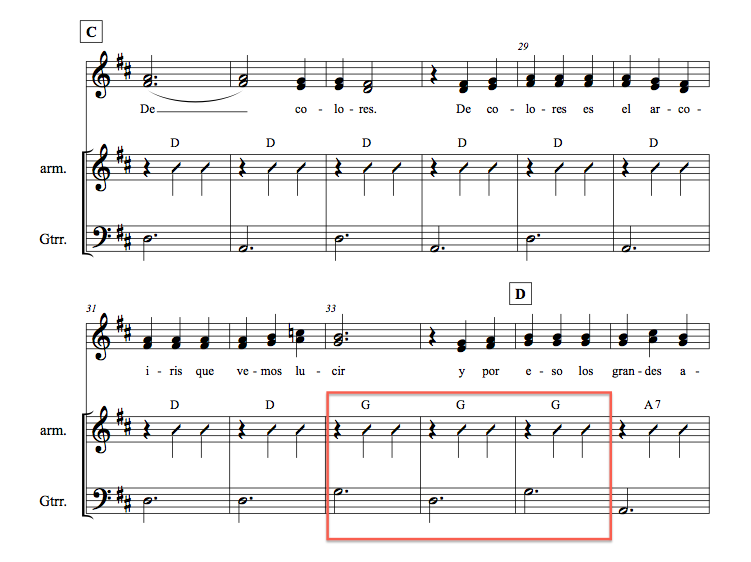 C
29
De co - lo - res. De co - lo - res es el ar - co -
D D D D D D
arm.
Gtrr.
31 33 D
i - ris que ve - mos lu - cir y por e - so los gran - des a -
D D G G G A 7
arm.
Gtrr.